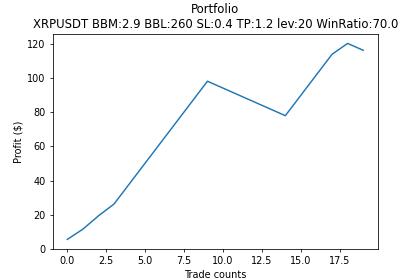 Portfolio
XRPUSDT BBM:2.9 BBL:260 SL:0.4 TP:1.2 lev:20 WinRatio:70.0
120
100
80
60
40
20
0
Profit ($)
0.0 2.5 5.0 7.5 10.0 12.5 15.0 17.5
Trade counts